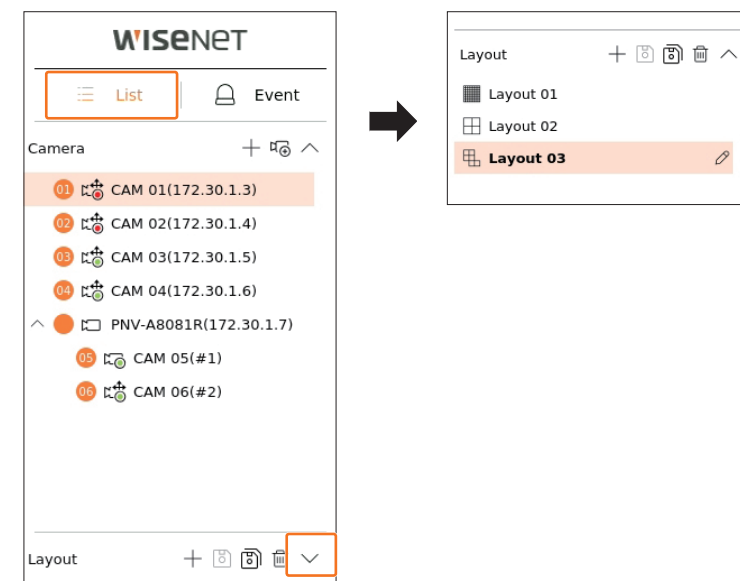 WISENET
List
Event
Camera
01 CAM 01(172.30.1.3)
02 CAM 02(172.30.1.4)
03 CAM 03(172.30.1.5)
04 CAM 04(172.30.1.6)
PNV-A8081R(172.30.1.7)
05 CAM 05(#1)
06 CAM 06(#2)
Layout
Layout
Layout 01
Layout 02
Layout 03